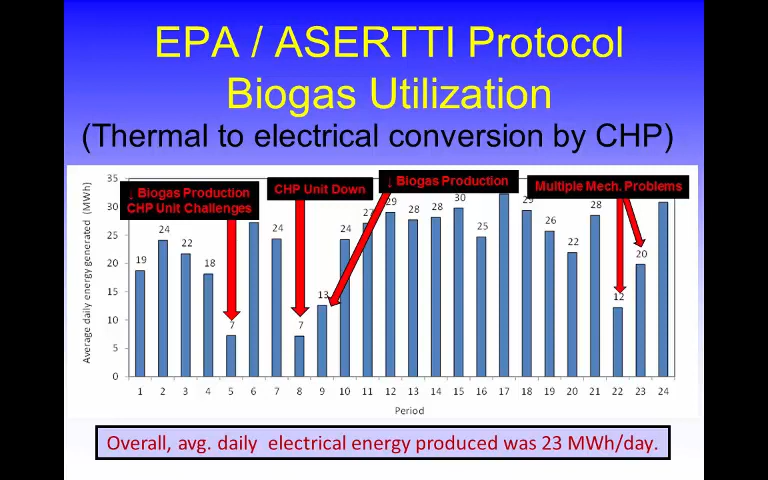 EPA / ASERTTI Protocol
Biogas Utilization
(Thermal to electrical conversion by CHP)
↓ Biogas Production
CHP Unit Challenges
CHP Unit Down
↓ Biogas Production
Multiple Mech. Problems
Average daily energy generated (MWh)
35
30
25
20
15
10
5
0
19 24 22 18 7 24 7 13 24 27 29 28 28 30 25 29 26 22 28 12 20
1 2 3 4 5 6 7 8 9 10 11 12 13 14 15 16 17 18 19 20 21 22 23 24
Period
Overall, avg. daily electrical energy produced was 23 MWh/day.